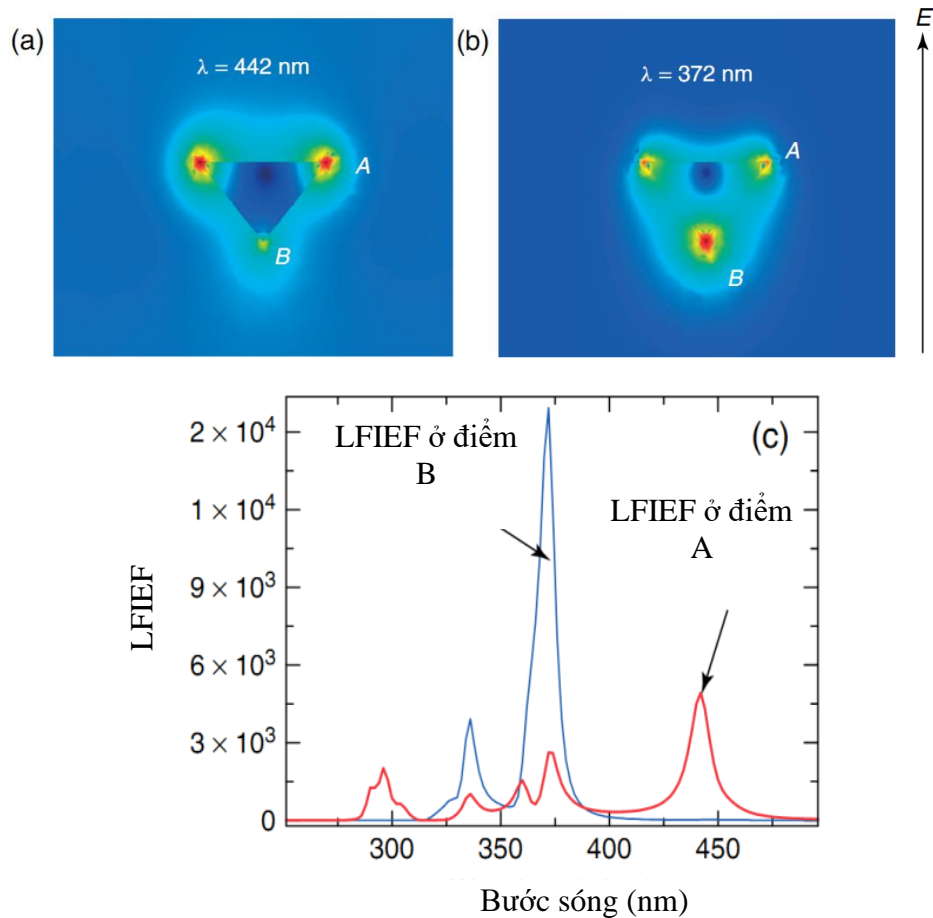 (a)
λ = 442 nm
A
B
(b)
λ = 372 nm
A
B
E
(c)
LFIEF ở điểm
B
LFIEF ở điểm
A
LFIEF
2 × 10⁴
1 × 10⁴
9 × 10³
6 × 10³
3 × 10³
0
300
350
400
450
Bước sóng (nm)